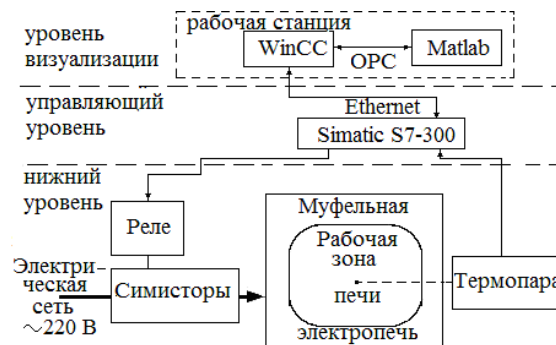 рабочая станция
уровень
визуализации
WinCC
OPC
Matlab
управляющий
уровень
Ethernet
Simatic S7-300
нижний
уровень
Реле
Муфельная
Рабочая
зона
печи
электропечь
Термопара
Электри
ческая
сеть
~220 В
Симисторы